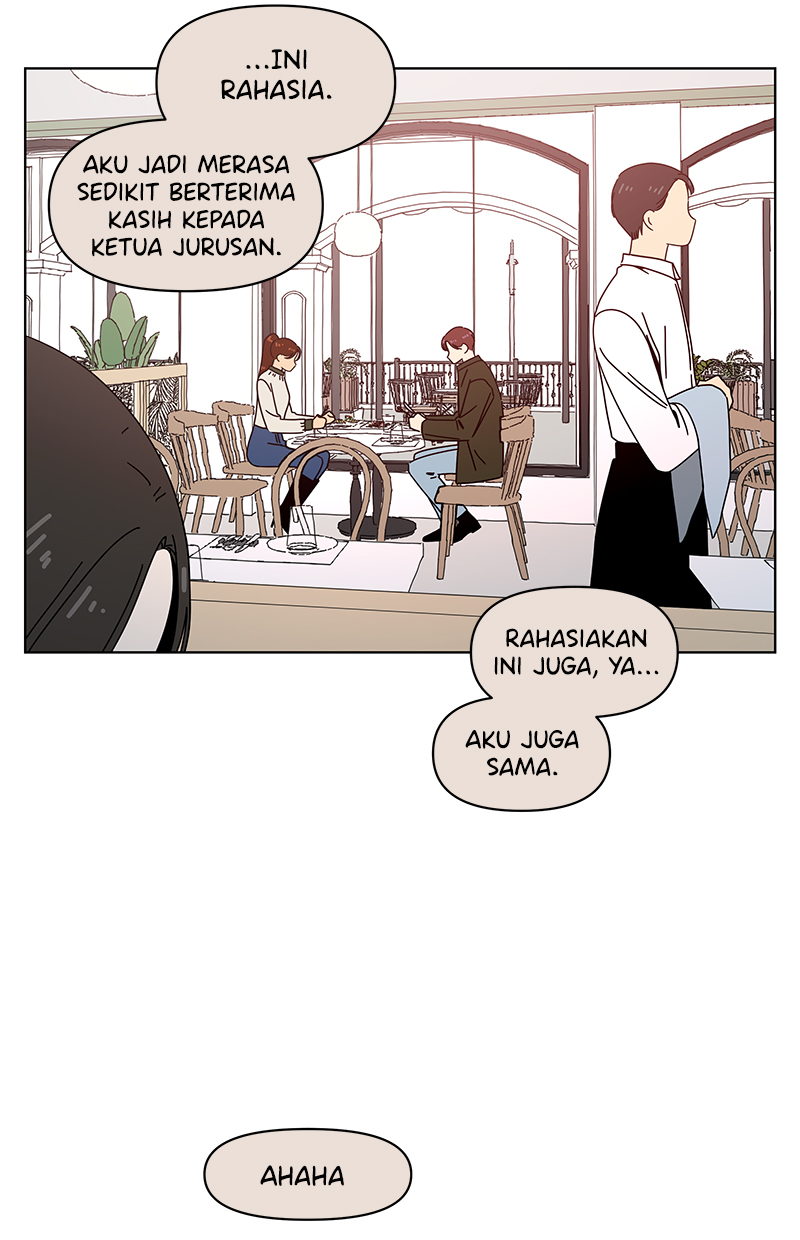 ...INI
RAHASIA.
AKU JADI MERASA
SEDIKIT BERTERIMA
KASIH KEPADA
KETUA JURUSAN.
RAHASIAKAN
INI JUGA, YA...
AKU JUGA
SAMA.
AHAHA